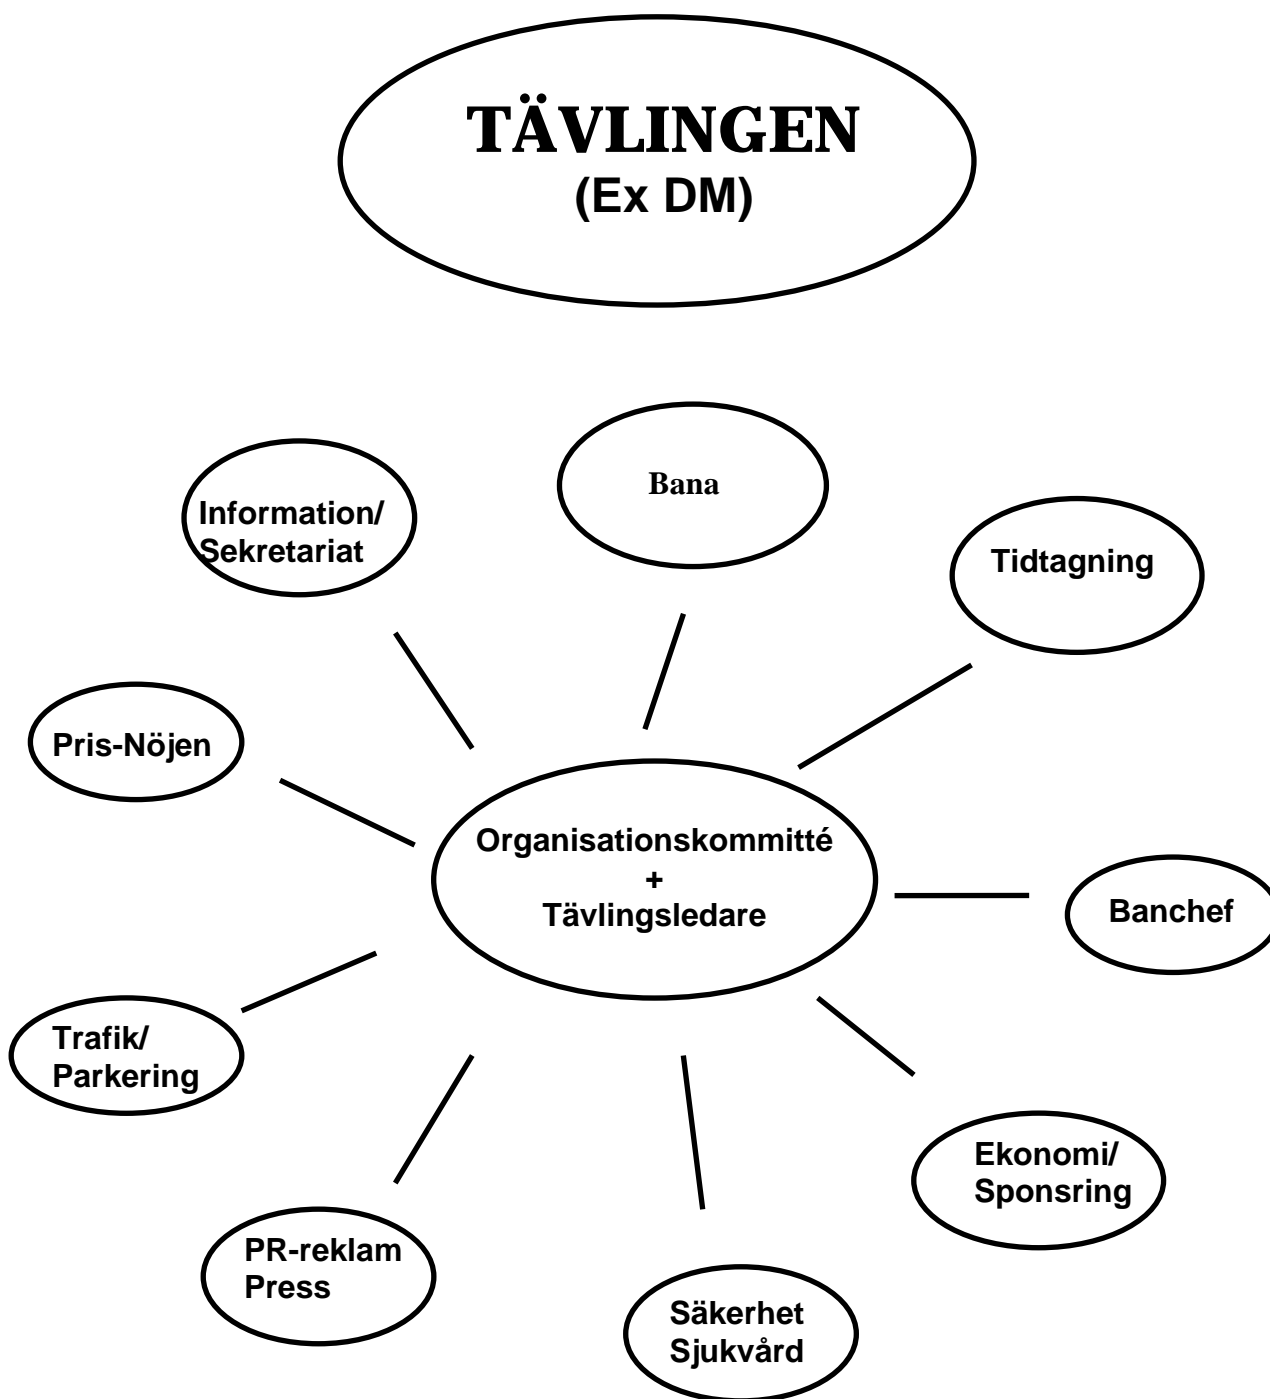 TÄVLINGEN
(Ex DM)
Bana
Information/
Sekretariat
Tidtagning
Pris-Nöjen
Organisationskommitté
+
Tävlingsledare
Banchef
Trafik/
Parkering
Ekonomi/
Sponsring
PR-reklam
Press
Säkerhet
Sjukvård